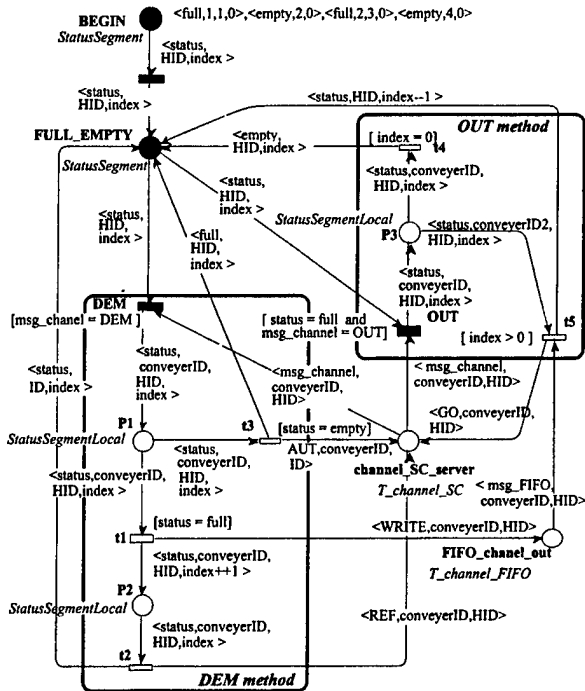 <full,1,1,0>,<empty,2,0>,<full,2,3,0>,<empty,4,0>
BEGIN
StatusSegment
<status,
HID,index >
<status,
HID,index >
<status,HID,index--1 >
FULL_EMPTY
StatusSegment
<empty,
HID,index>
[ index = 0]
OUT method
t4
<status,
HID,
index>
<status,conveyerID,
HID,index>
StatusSegmentLocal
P3
<status,conveyerID2,
HID,index>
<status,
HID,
index>
<full,
HID,
index>
<status,
conveyerID,
HID,index>
DEM
[msg_chanel = DEM ]
[ status = full and
msg_channel = OUT]
OUT
[ index > 0 ]
t5
<status,
ID,index>
<status,
conveyerID,
HID,
index>
<msg_channel,
conveyerID,
HID>
< msg_channel,
conveyerID,HID>
<GO,conveyerID,
HID>
P1
StatusSegmentLocal
t3
[status = empty]
AUT,conveyerID,
ID>
<status,
conveyerID,
HID,
index>
<status,conveyerID,
HID,index>
channel_SC_server
T_channel_SC
< msg_FIFO,
conveyerID,HID>
[status = full]
t1
<WRITE,conveyerID,HID>
FIFO_chanel_out
T_channel_FIFO
<status,conveyerID,
HID,index++1 >
P2
StatusSegmentLocal
<status,conveyerID,
HID,index >
<REF,conveyerID,HID>
t2
DEM method